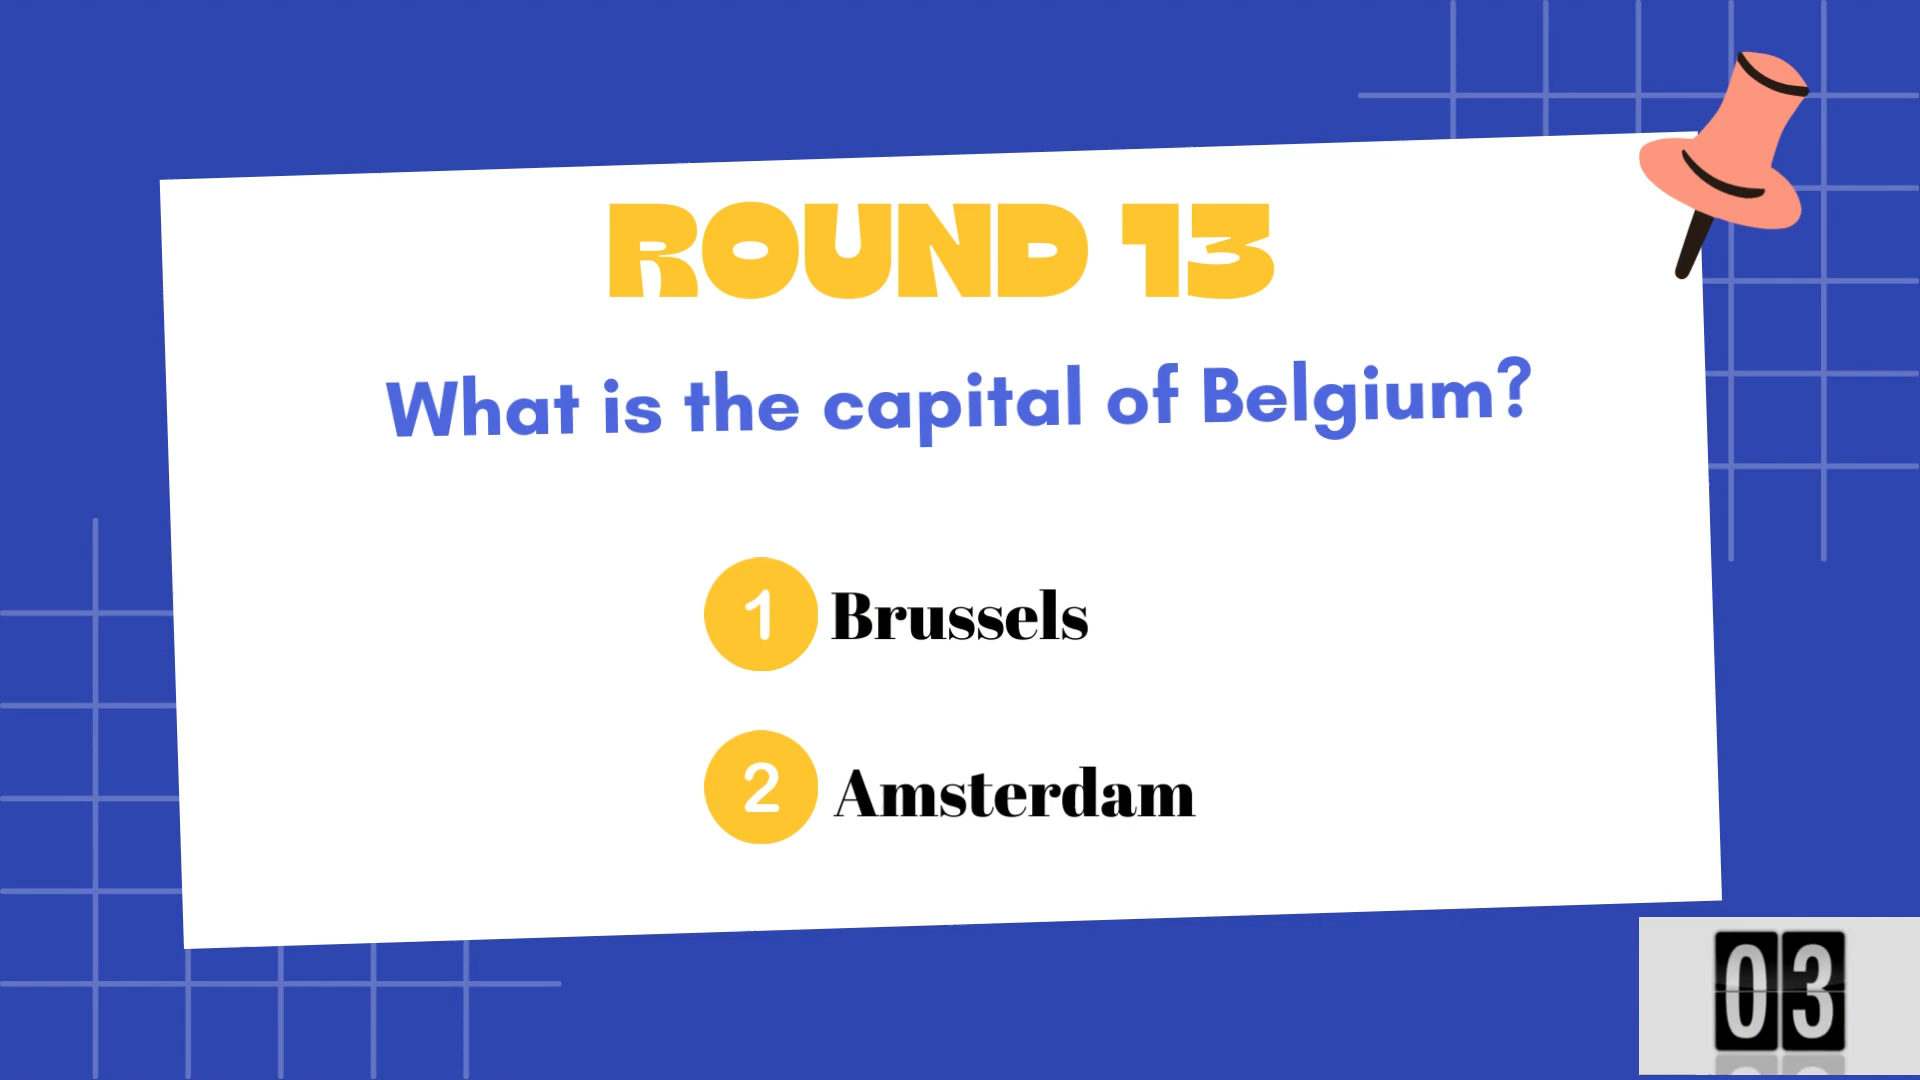 ROUND 13
What is the capital of Belgium?
1 Brussels
2 Amsterdam
03